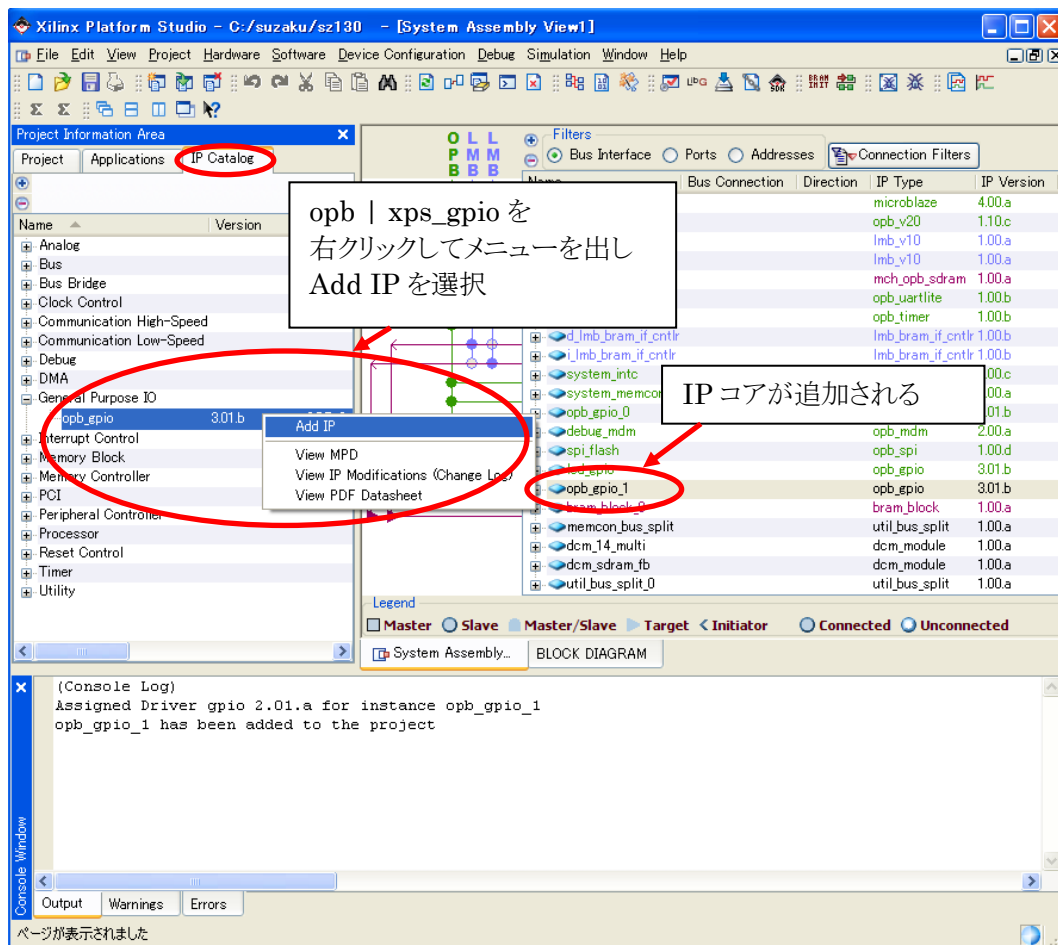 Xilinx Platform Studio - C:/suzaku/sz130 - [System Assembly View1]
File Edit View Project Hardware Software Device Configuration Debug Simulation Window Help
Project Information Area
Project Applications IP Catalog
Name Version
Analog
Bus
Bus Bridge
Clock Control
Communication High-Speed
Communication Low-Speed
Debug
DMA
General Purpose IO
opb_gpio 3.01.b
Interrupt Control
Memory Block
Memory Controller
PCI
Peripheral Controller
Processor
Reset Control
Timer
Utility
opb | xps_gpio を
右クリックしてメニューを出し
Add IP を選択
Add IP
View MPD
View IP Modifications (Change Log)
View PDF Datasheet
OPB LMB LMB
Filters
Bus Interface Ports Addresses Connection Filters
Name Bus Connection Direction IP Type IP Version
microblaze 4.00.a
opb_v20 1.10.c
lmb_v10 1.00.a
lmb_v10 1.00.a
mch_opb_sdram 1.00.a
opb_uartlite 1.00.b
opb_timer 1.00.b
d_lmb_bram_if_cntlr lmb_bram_if_cntlr 1.00.b
i_lmb_bram_if_cntlr lmb_bram_if_cntlr 1.00.b
system_intc .00.c
system_memcon .00.a
opb_gpio_0 .01.b
debug_mdm opb_mdm 2.00.a
spi_flash opb_spi 1.00.d
led_gpio opb_gpio 3.01.b
opb_gpio_1 opb_gpio 3.01.b
bram_block_0 bram_block 1.00.a
memcon_bus_split util_bus_split 1.00.a
dcm_14_multi dcm_module 1.00.a
dcm_sdram_fb dcm_module 1.00.a
util_bus_split_0 util_bus_split 1.00.a
IP コアが追加される
Legend
Master Slave Master/Slave Target Initiator Connected Unconnected
System Assembly... BLOCK DIAGRAM
(Console Log)
Assigned Driver gpio 2.01.a for instance opb_gpio_1
opb_gpio_1 has been added to the project
Console Window
Output Warnings Errors
ページが表示されました